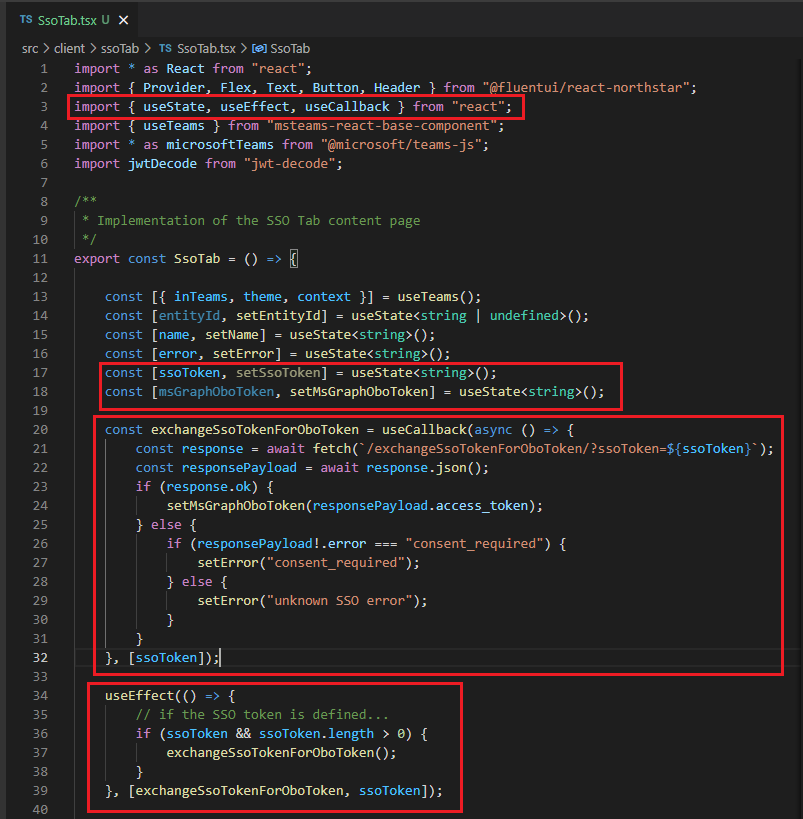 TS SsoTab.tsx U ×
src > client > ssoTab > TS SsoTab.tsx > SsoTab
1 import * as React from "react";
2 import { Provider, Flex, Text, Button, Header } from "@fluentui/react-northstar";
3 import { useState, useEffect, useCallback } from "react";
4 import { useTeams } from "msteams-react-base-component";
5 import * as microsoftTeams from "@microsoft/teams-js";
6 import jwtDecode from "jwt-decode";
7
8 /**
9  * Implementation of the SSO Tab content page
10  */
11 export const SsoTab = () => {
12
13     const [{ inTeams, theme, context }] = useTeams();
14     const [entityId, setEntityId] = useState<string | undefined>();
15     const [name, setName] = useState<string>();
16     const [error, setError] = useState<string>();
17     const [ssoToken, setSsoToken] = useState<string>();
18     const [msGraphOboToken, setMsGraphOboToken] = useState<string>();
19
20     const exchangeSsoTokenForOboToken = useCallback(async () => {
21         const response = await fetch(`/exchangeSsoTokenForOboToken/?ssoToken=${ssoToken}`);
22         const responsePayload = await response.json();
23         if (response.ok) {
24             setMsGraphOboToken(responsePayload.access_token);
25         } else {
26             if (responsePayload!.error === "consent_required") {
27                 setError("consent_required");
28             } else {
29                 setError("unknown SSO error");
30             }
31         }
32     }, [ssoToken]);
33
34     useEffect(() => {
35         // if the SSO token is defined...
36         if (ssoToken && ssoToken.length > 0) {
37             exchangeSsoTokenForOboToken();
38         }
39     }, [exchangeSsoTokenForOboToken, ssoToken]);
40